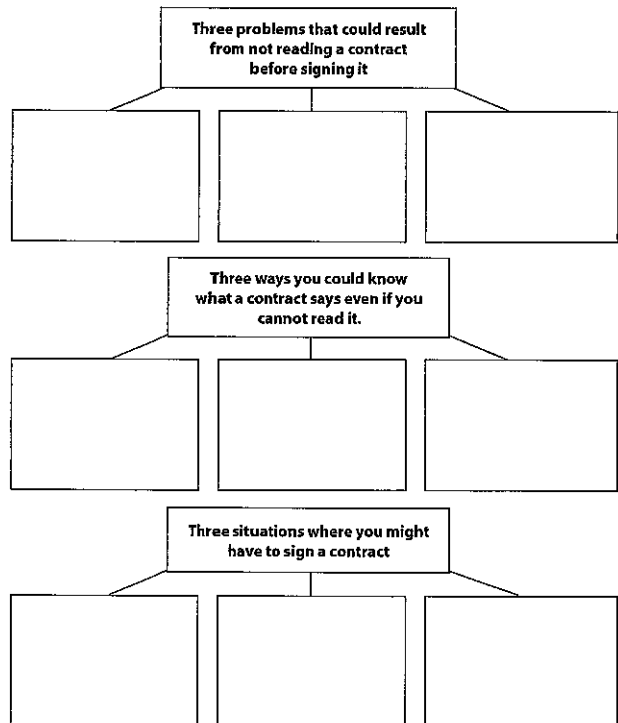 Three problems that could result
from not reading a contract
before signing it
Three ways you could know
what a contract says even if you
cannot read it.
Three situations where you might
have to sign a contract